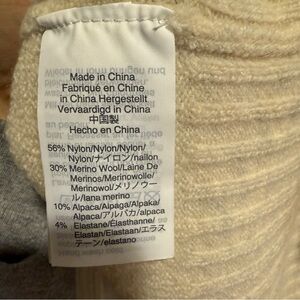 Made in China
Fabriqué en Chine
in China Hergestellt
Vervaardigd in China
中国製
Hecho en China
56% Nylon/Nylon/Nylon/
Nylon/ナイロン/nailon
30% Merino Wool/Laine De
Merinos/Merinowolle/
Merinowol/メリノウー
ル/lana merino
10% Alpaca/Alpaga/Alpaka/
Alpaca/アルパカ/alpaca
4% Elastane/Élasthanne/
Elastan/Elastaan/エラス
テーン/elastano